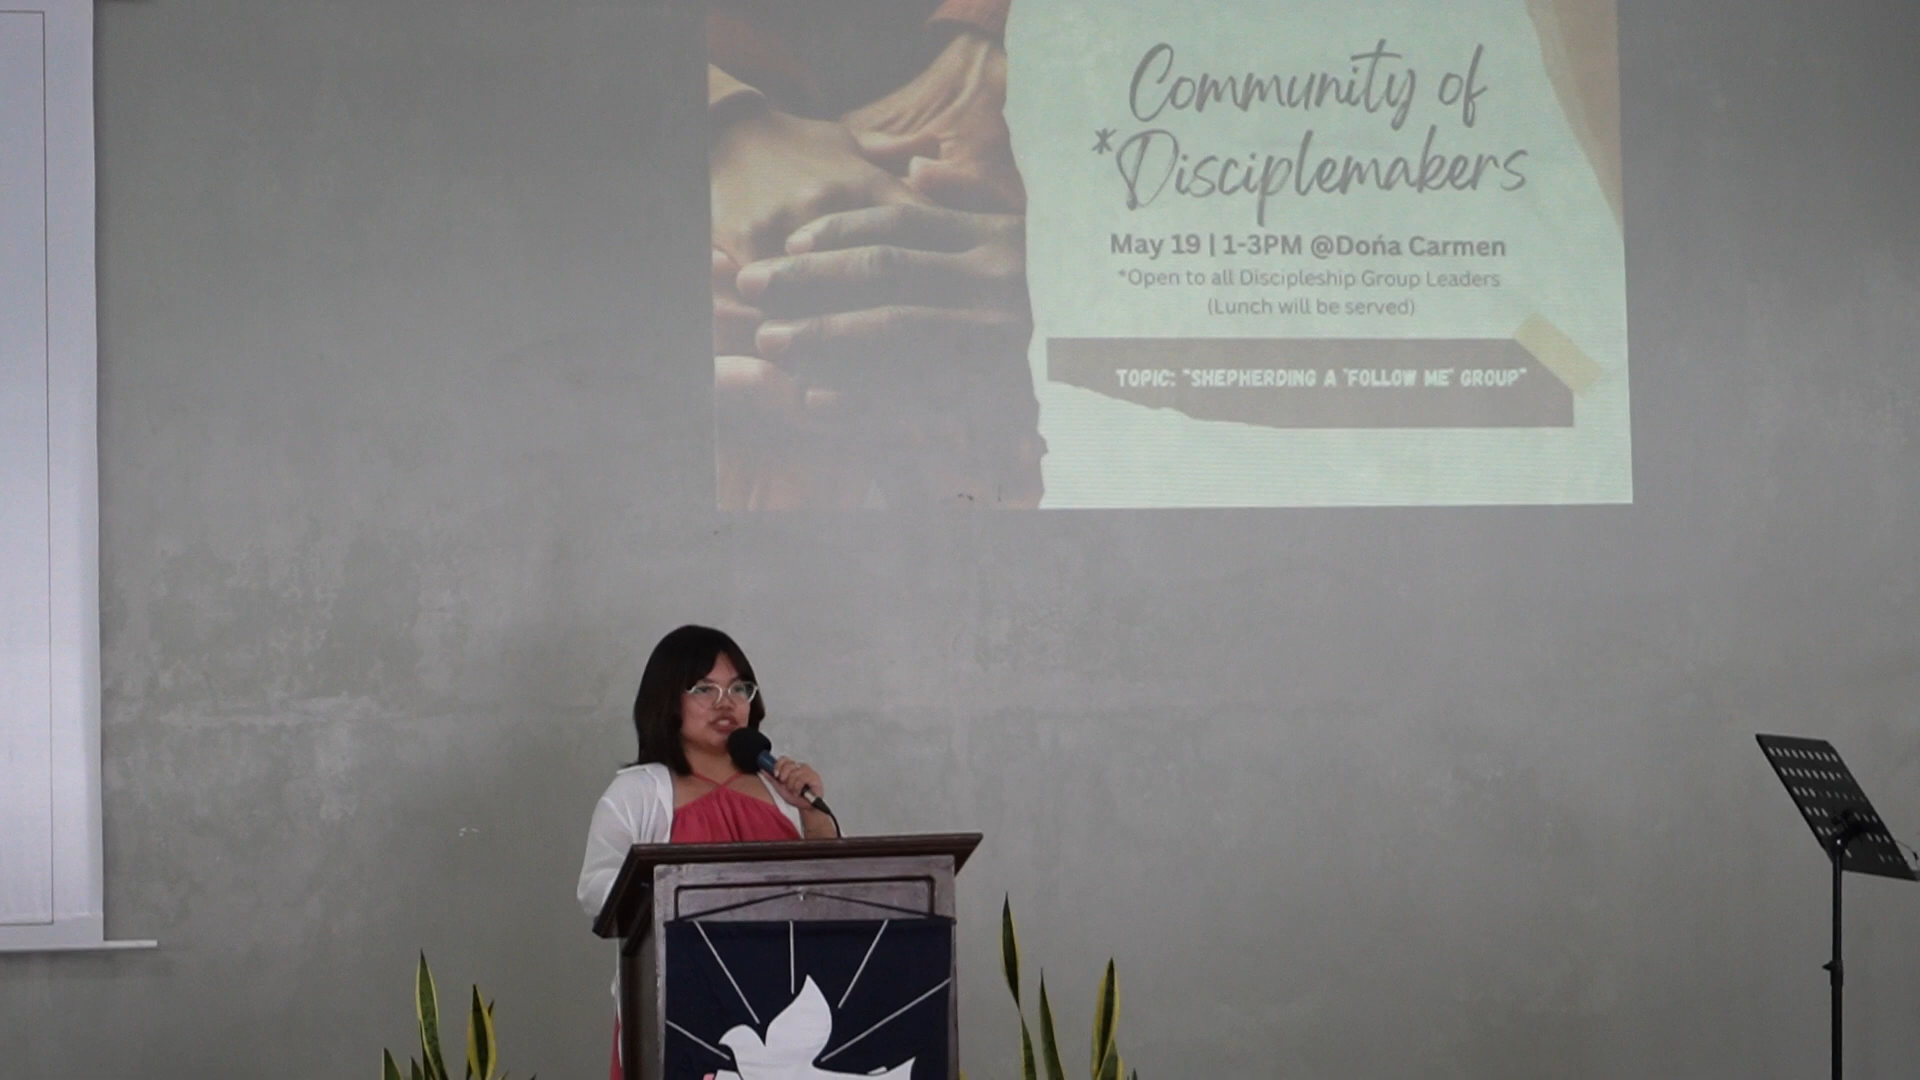 Community of
*Disciplemakers
May 19 | 1-3PM @Dońa Carmen
*Open to all Discipleship Group Leaders
(Lunch will be served)
TOPIC: "SHEPHERDING A 'FOLLOW ME' GROUP"